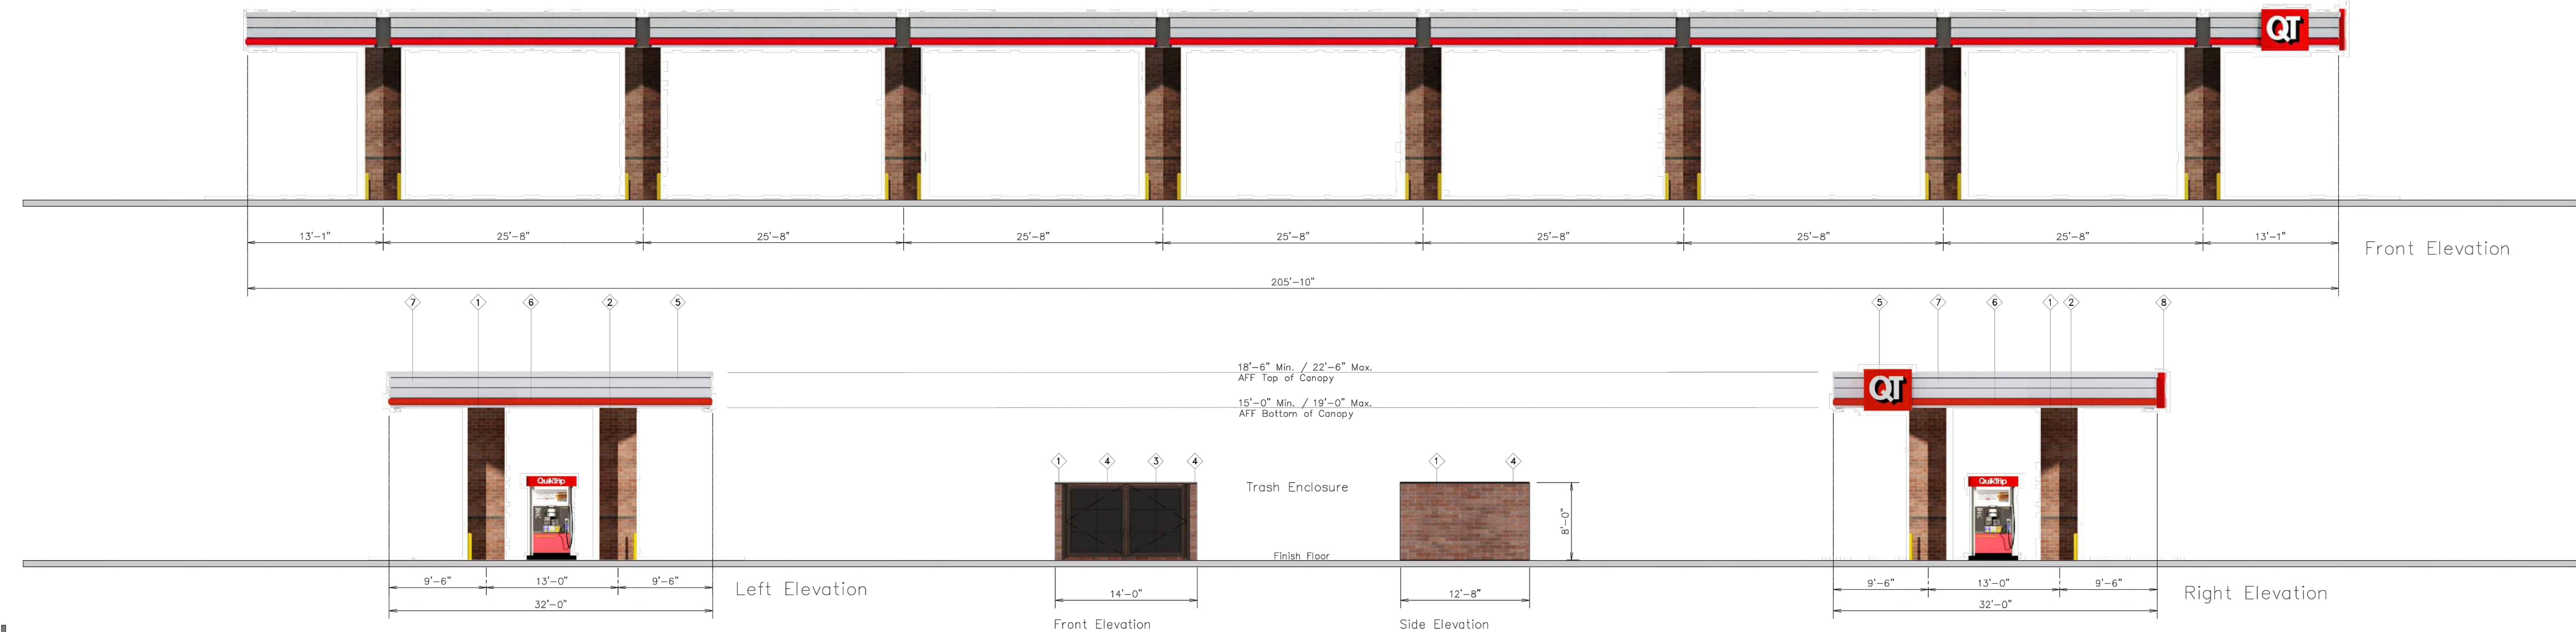 QT
13'-1" 25'-8" 25'-8" 25'-8" 25'-8" 25'-8" 25'-8" 25'-8" 13'-1"
Front Elevation
205'-10"
7 1 6 2 5
5 7 6 1 2 8
18'-6" Min. / 22'-6" Max.
AFF Top of Canopy
15'-0" Min. / 19'-0" Max.
AFF Bottom of Canopy
QT
1 4 3 4
1 4
QuikTrip
Trash Enclosure
8'-0"
QuikTrip
Finish Floor
9'-6" 13'-0" 9'-6"
32'-0"
Left Elevation
14'-0"
Front Elevation
12'-8"
Side Elevation
9'-6" 13'-0" 9'-6"
32'-0"
Right Elevation